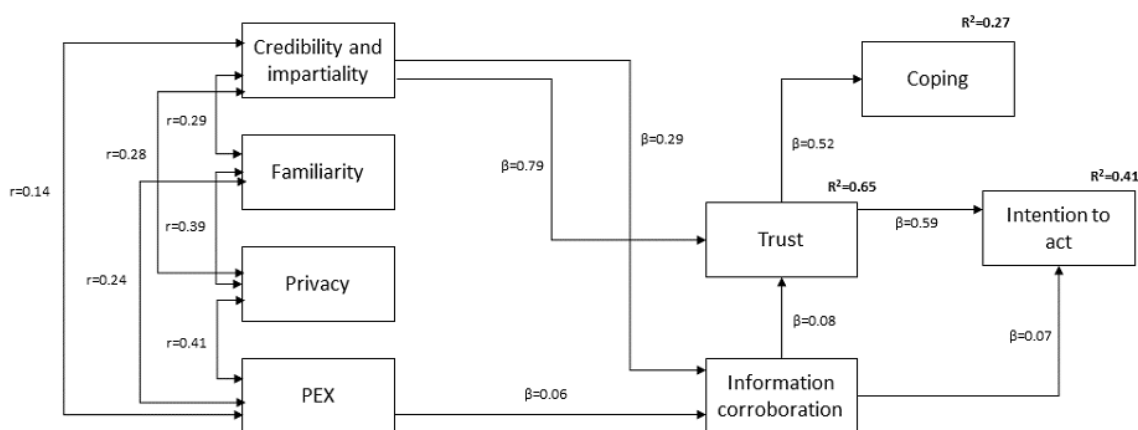 R²=0.27
Credibility and
impartiality
Coping
r=0.29
β=0.29
r=0.28
β=0.52
β=0.79
r=0.14
Familiarity
R²=0.65
R²=0.41
Trust
β=0.59
Intention to
act
r=0.39
r=0.24
Privacy
β=0.08
β=0.07
r=0.41
PEX
β=0.06
Information
corroboration